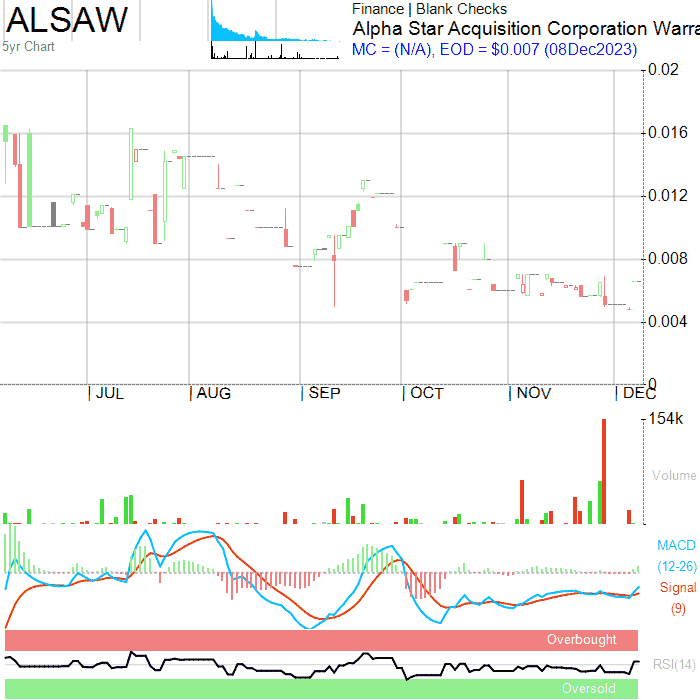 ALSAW
5yr Chart
Finance | Blank Checks
Alpha Star Acquisition Corporation Warra
MC = (N/A), EOD = $0.007 (08Dec2023)
0.02
0.016
0.012
0.008
0.004
0
JUL AUG SEP OCT NOV DEC
154k
Volume
MACD
(12-26)
Signal
(9)
Overbought
RSI(14)
Oversold